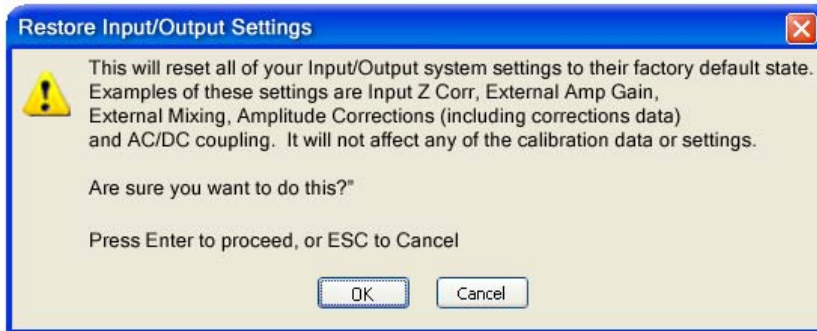 Restore Input/Output Settings
This will reset all of your Input/Output system settings to their factory default state.
Examples of these settings are Input Z Corr, External Amp Gain,
External Mixing, Amplitude Corrections (including corrections data)
and AC/DC coupling.  It will not affect any of the calibration data or settings.
Are sure you want to do this?"
Press Enter to proceed, or ESC to Cancel
OK
Cancel